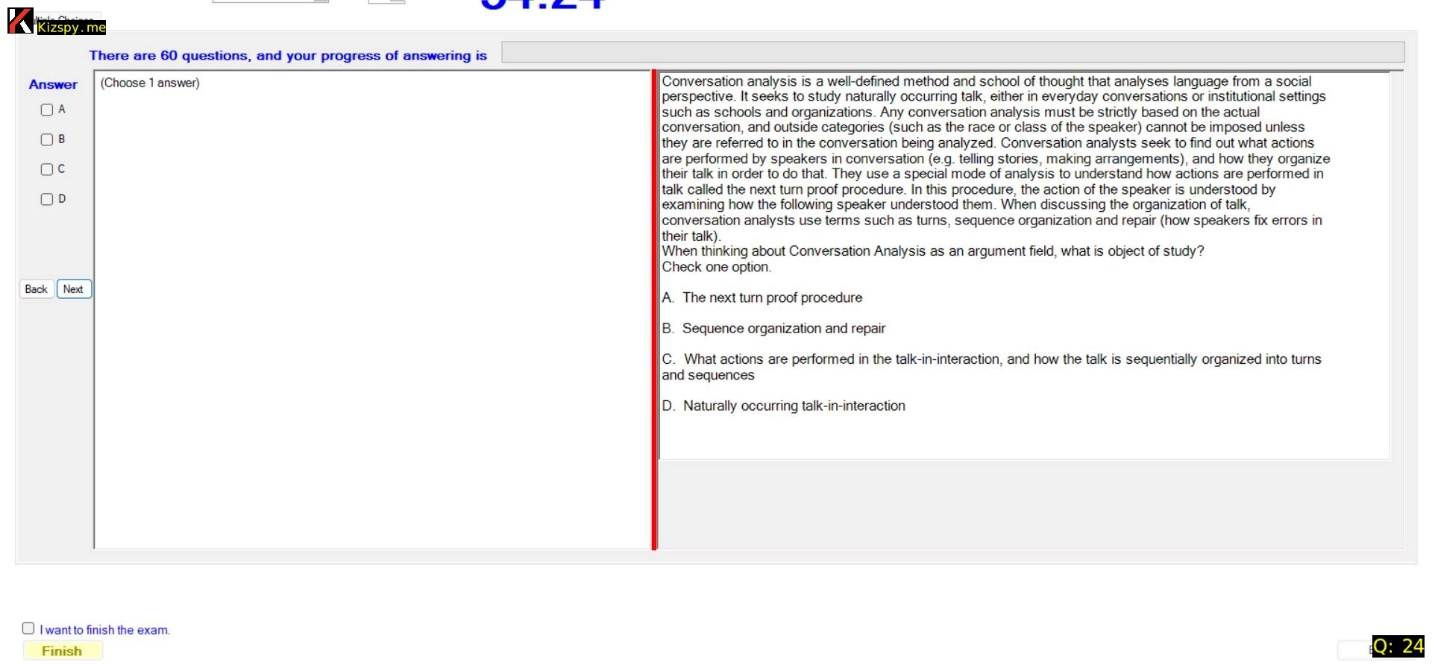 Kizspy.me
There are 60 questions, and your progress of answering is
Answer
(Choose 1 answer)
A
B
C
D
Back Next
Conversation analysis is a well-defined method and school of thought that analyses language from a social
perspective. It seeks to study naturally occurring talk, either in everyday conversations or institutional settings
such as schools and organizations. Any conversation analysis must be strictly based on the actual
conversation, and outside categories (such as the race or class of the speaker) cannot be imposed unless
they are referred to in the conversation being analyzed. Conversation analysts seek to find out what actions
are performed by speakers in conversation (e.g. telling stories, making arrangements), and how they organize
their talk in order to do that. They use a special mode of analysis to understand how actions are performed in
talk called the next turn proof procedure. In this procedure, the action of the speaker is understood by
examining how the following speaker understood them. When discussing the organization of talk,
conversation analysts use terms such as turns, sequence organization and repair (how speakers fix errors in
their talk).
When thinking about Conversation Analysis as an argument field, what is object of study?
Check one option.
A. The next turn proof procedure
B. Sequence organization and repair
C. What actions are performed in the talk-in-interaction, and how the talk is sequentially organized into turns
and sequences
D. Naturally occurring talk-in-interaction
I want to finish the exam.
Finish
Q: 24